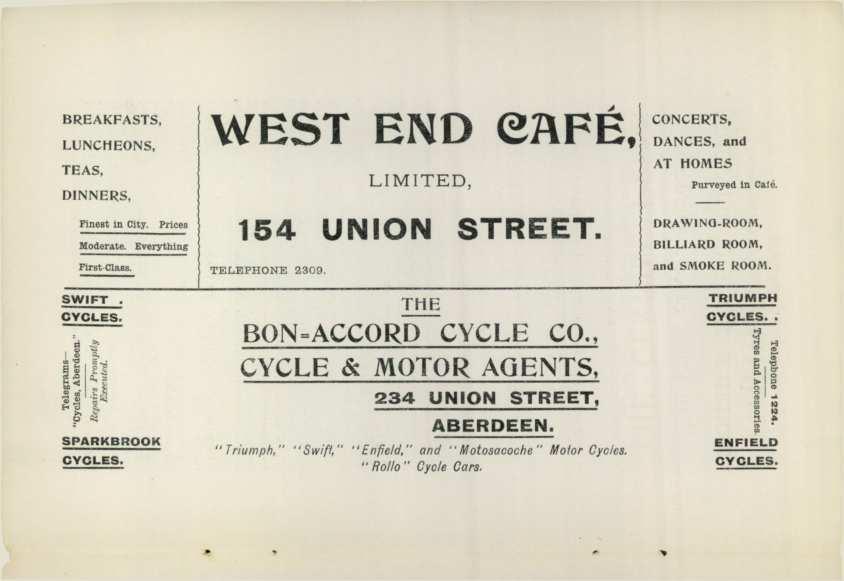 BREAKFASTS,
LUNCHEONS,
TEAS,
DINNERS,
Finest in City. Prices
Moderate. Everything
First-Class.
WEST END CAFÉ,
LIMITED,
154 UNION STREET.
TELEPHONE 2309.
CONCERTS,
DANCES, and
AT HOMES
Purveyed in Café.
DRAWING-ROOM,
BILLIARD ROOM,
and SMOKE ROOM.
SWIFT .
CYCLES.
Telegrams—
"Cycles, Aberdeen."
Repairs Promptly
Executed.
SPARKBROOK
CYCLES.
THE
BON=ACCORD CYCLE CO.,
CYCLE & MOTOR AGENTS,
234 UNION STREET,
ABERDEEN.
"Triumph," "Swift," "Enfield," and "Motosacoche" Motor Cycles.
"Rollo" Cycle Cars.
TRIUMPH
CYCLES. .
Telephone 1224.
Tyres and Accessories.
ENFIELD
CYCLES.